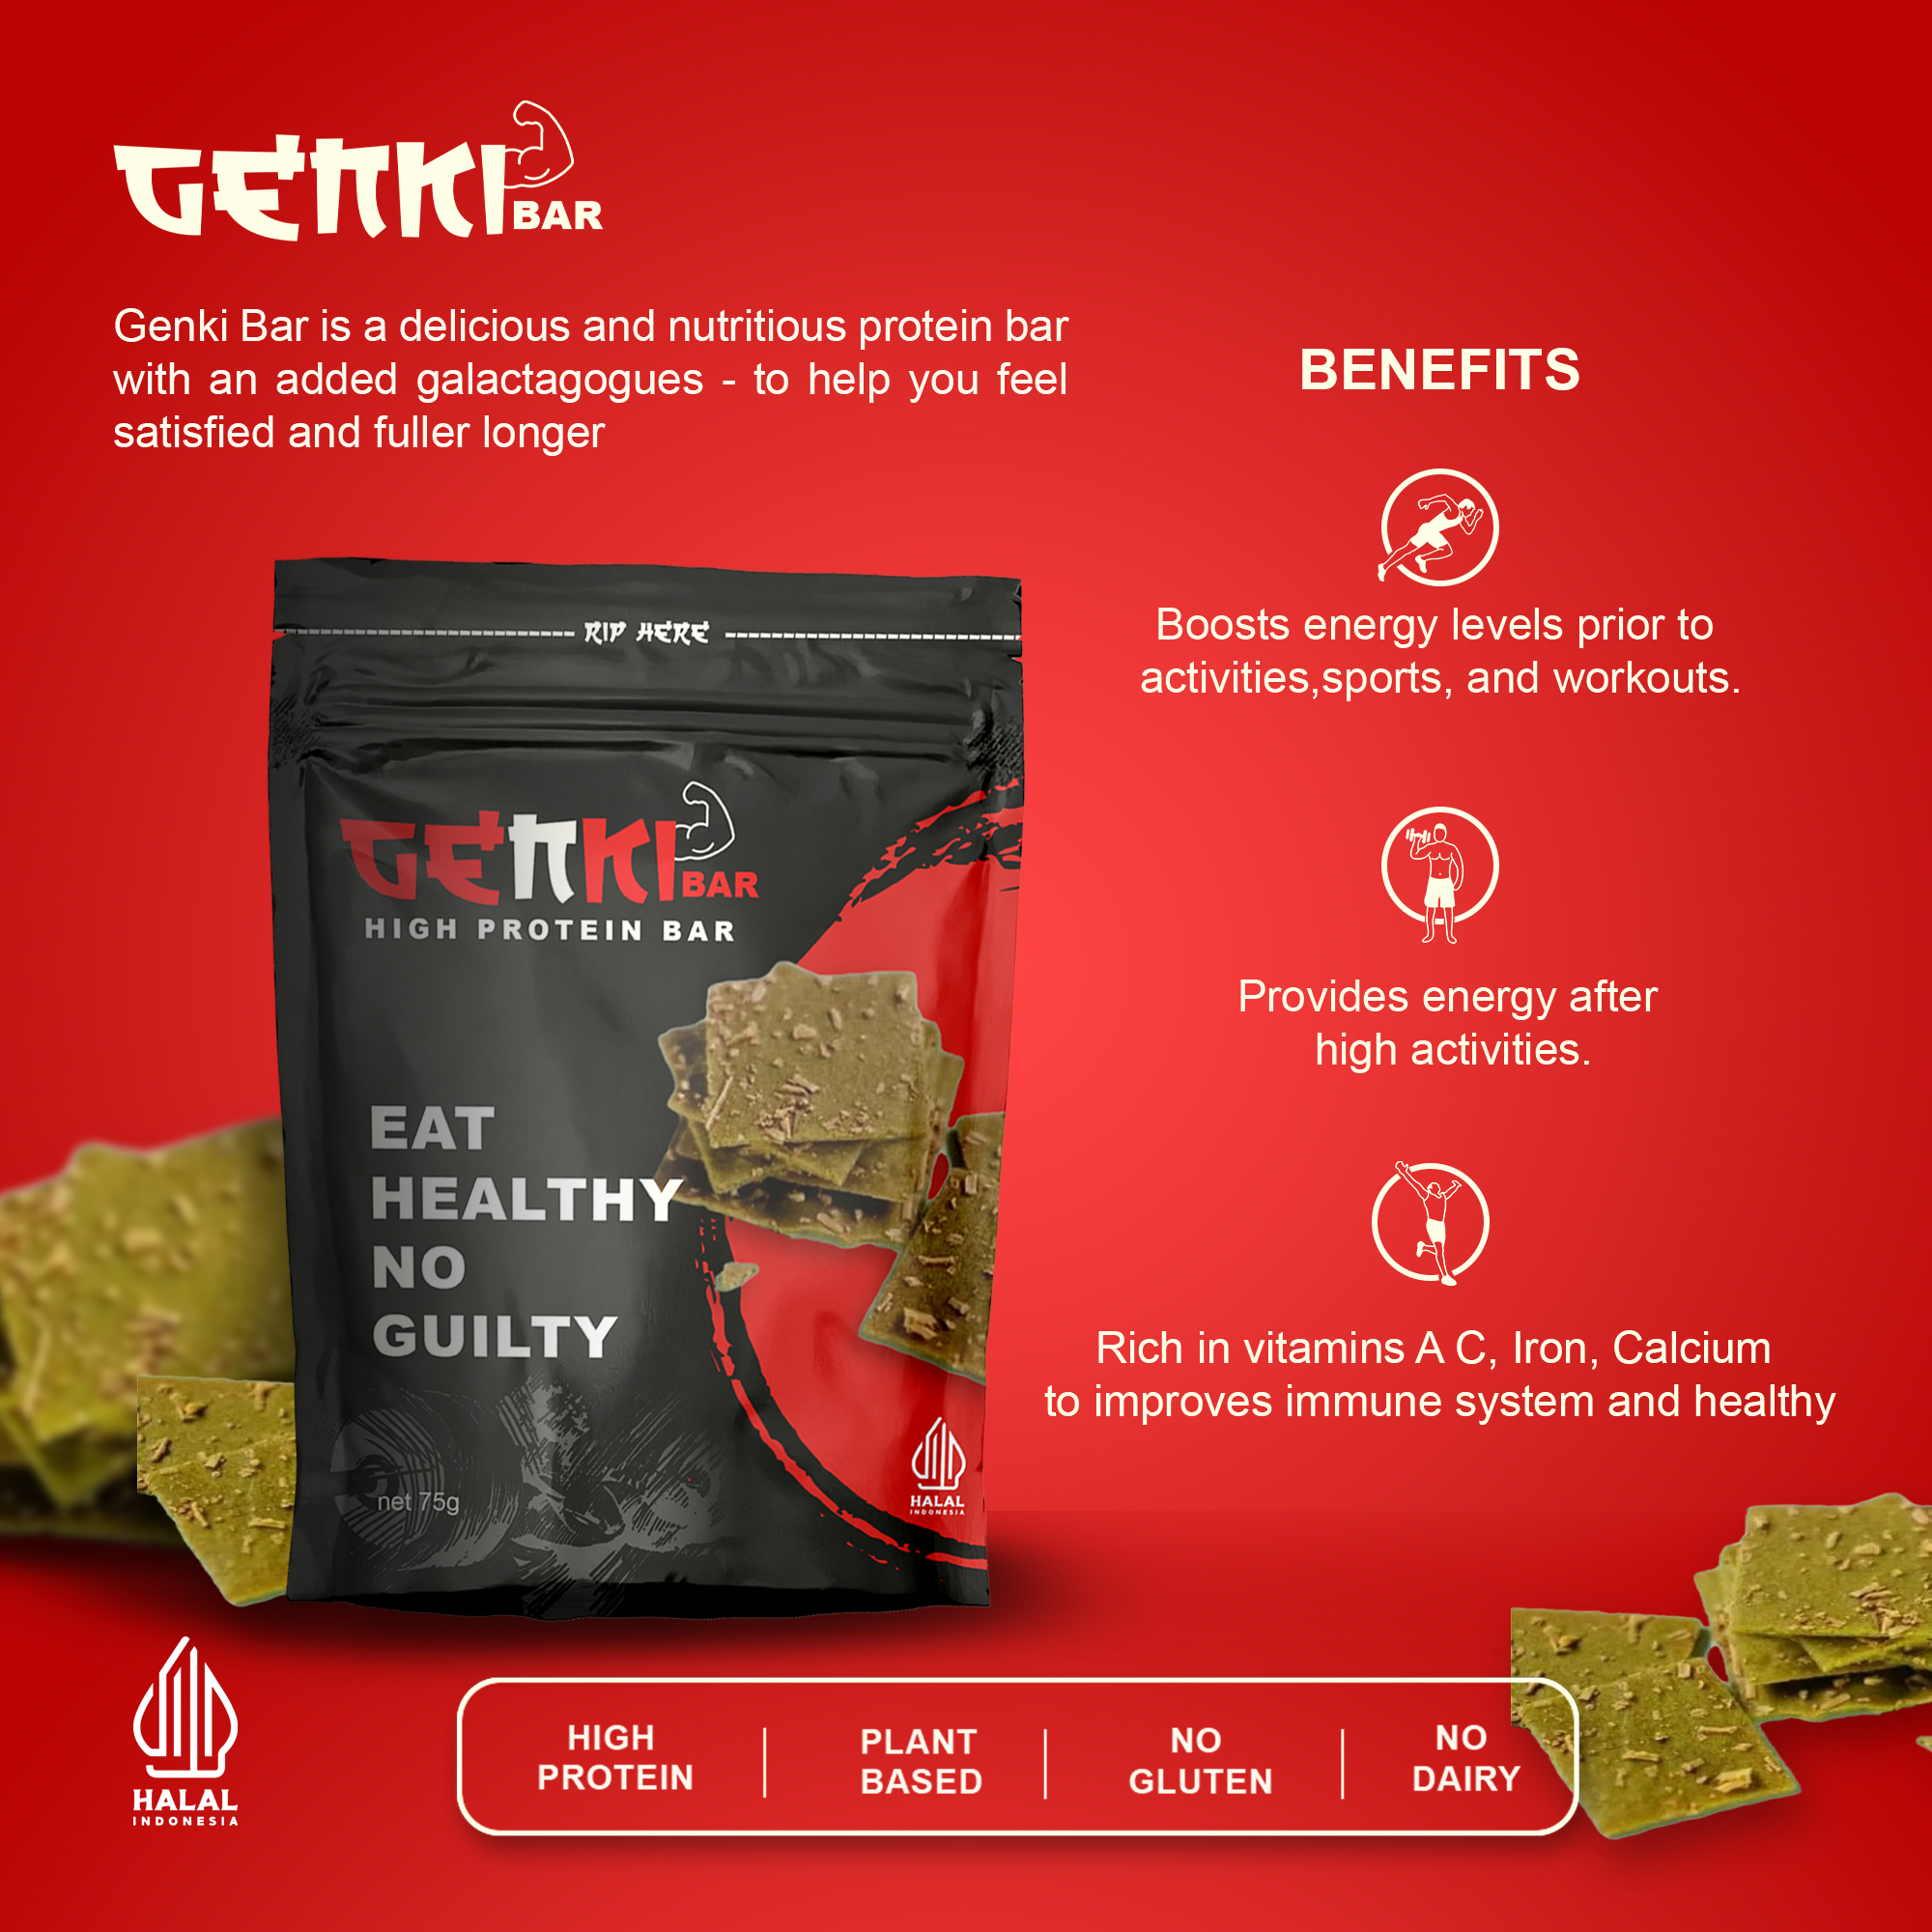 GENKI BAR
Genki Bar is a delicious and nutritious protein bar
with an added galactagogues - to help you feel
satisfied and fuller longer
BENEFITS
Boosts energy levels prior to
activities,sports, and workouts.
Provides energy after
high activities.
Rich in vitamins A C, Iron, Calcium
to improves immune system and healthy
RIP HERE
GENKI BAR
HIGH PROTEIN BAR
EAT
HEALTHY
NO
GUILTY
net 75g
HALAL
INDONESIA
HALAL
INDONESIA
HIGH
PROTEIN
PLANT
BASED
NO
GLUTEN
NO
DAIRY